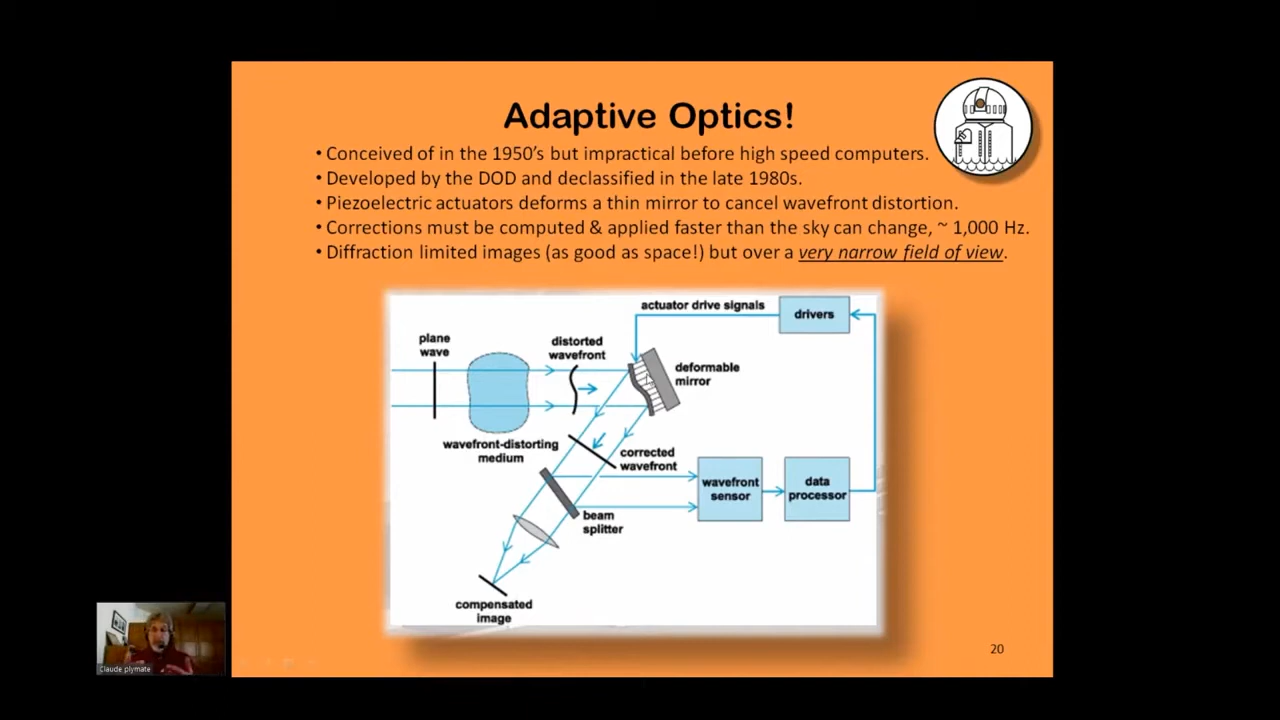 Adaptive Optics!
• Conceived of in the 1950's but impractical before high speed computers.
• Developed by the DOD and declassified in the late 1980s.
• Piezoelectric actuators deforms a thin mirror to cancel wavefront distortion.
• Corrections must be computed & applied faster than the sky can change, ~ 1,000 Hz.
• Diffraction limited images (as good as space!) but over a very narrow field of view.
actuator drive signals
drivers
plane
wave
distorted
wavefront
deformable
mirror
wavefront-distorting
medium
corrected
wavefront
wavefront
sensor
data
processor
beam
splitter
compensated
image
20
Claude plymate